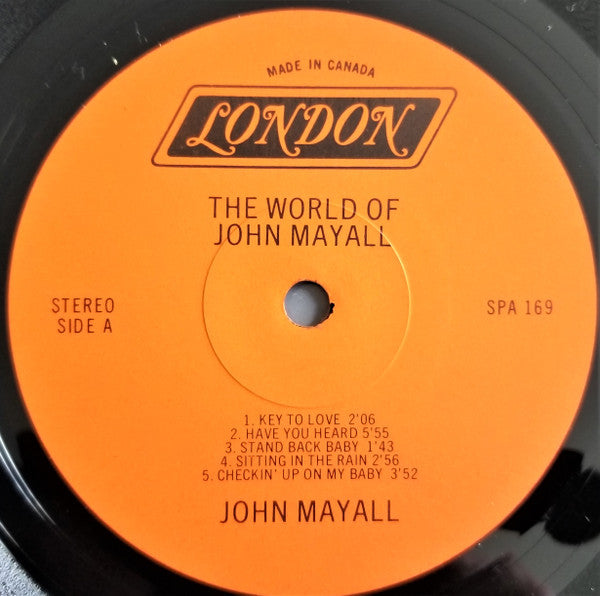 MADE IN CANADA
LONDON
THE WORLD OF
JOHN MAYALL
STEREO
SIDE A
SPA 169
1. KEY TO LOVE 2'06
2. HAVE YOU HEARD 5'55
3. STAND BACK BABY 1'43
4. SITTING IN THE RAIN 2'56
5. CHECKIN' UP ON MY BABY 3'52
JOHN MAYALL